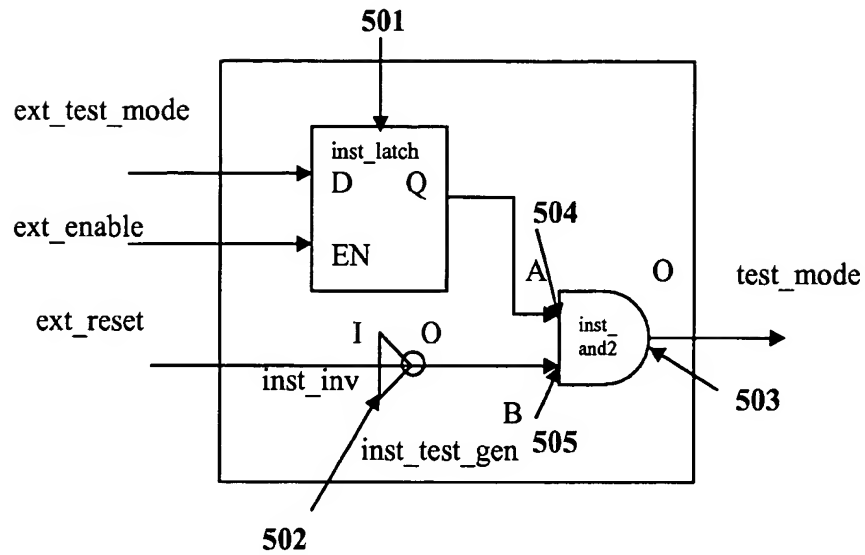 501
ext_test_mode
inst_latch
D Q
ext_enable
EN
504
A O
test_mode
ext_reset
I O
inst_
and2
inst_inv
503
B
505
inst_test_gen
502